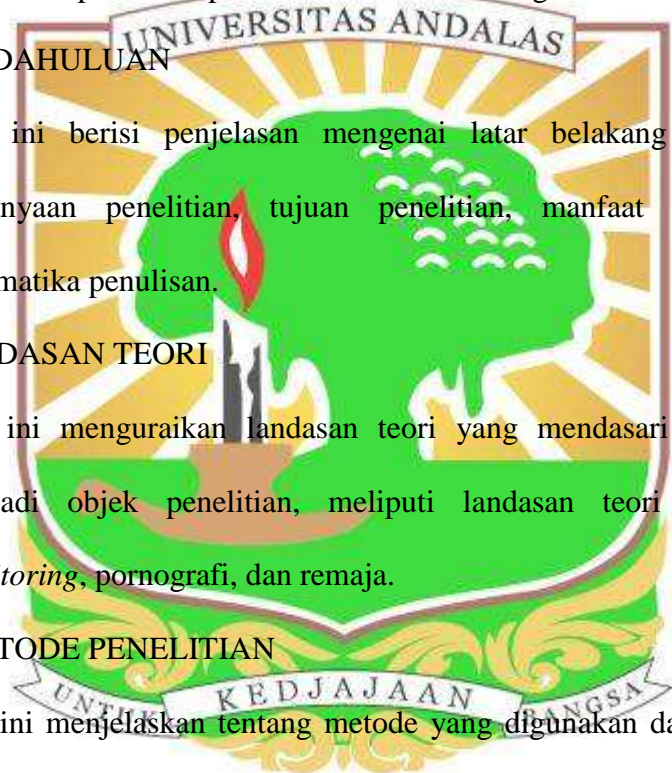 UNIVERSITAS ANDALAS
DAHULUAN
ini berisi penjelasan mengenai latar belakang
nyaan penelitian, tujuan penelitian, manfaat
matika penulisan.
DASAN TEORI
ini menguraikan landasan teori yang mendasari
adi objek penelitian, meliputi landasan teori
toring, pornografi, dan remaja.
TODE PENELITIAN
UNTUK KEDJAJAAN BANGSA
ini menjelaskan tentang metode yang digunakan da